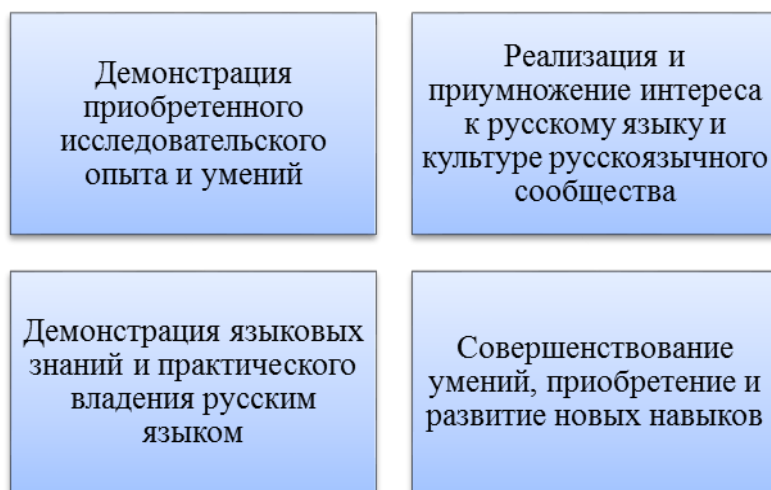 Демонстрация
приобретенного
исследовательского
опыта и умений
Реализация и
приумножение интереса
к русскому языку и
культуре русскоязычного
сообщества
Демонстрация языковых
знаний и практического
владения русским
языком
Совершенствование
умений, приобретение и
развитие новых навыков